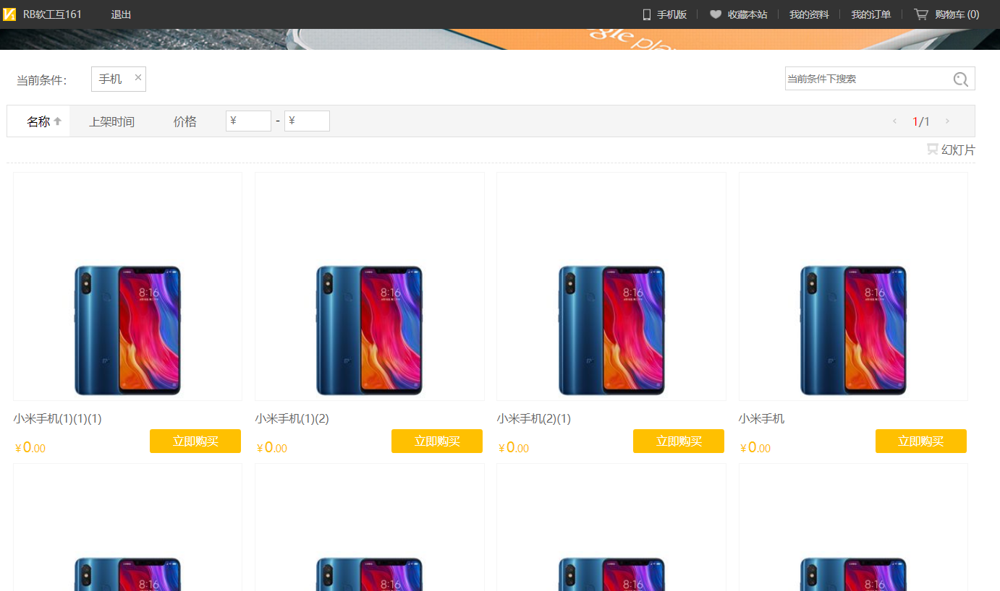 RB软工互161 退出 手机版 收藏本站 我的资料 我的订单 购物车 (0)
ogle play
当前条件: 手机 ×
当前条件下搜索
名称 上架时间 价格 ¥ - ¥ < 1/1 >
幻灯片
8:16 8:16 8:16 8:16
小米手机(1)(1)(1) 小米手机(1)(2) 小米手机(2)(1) 小米手机
¥0.00 立即购买 ¥0.00 立即购买 ¥0.00 立即购买 ¥0.00 立即购买
8:16 8:16 8:16 8:16